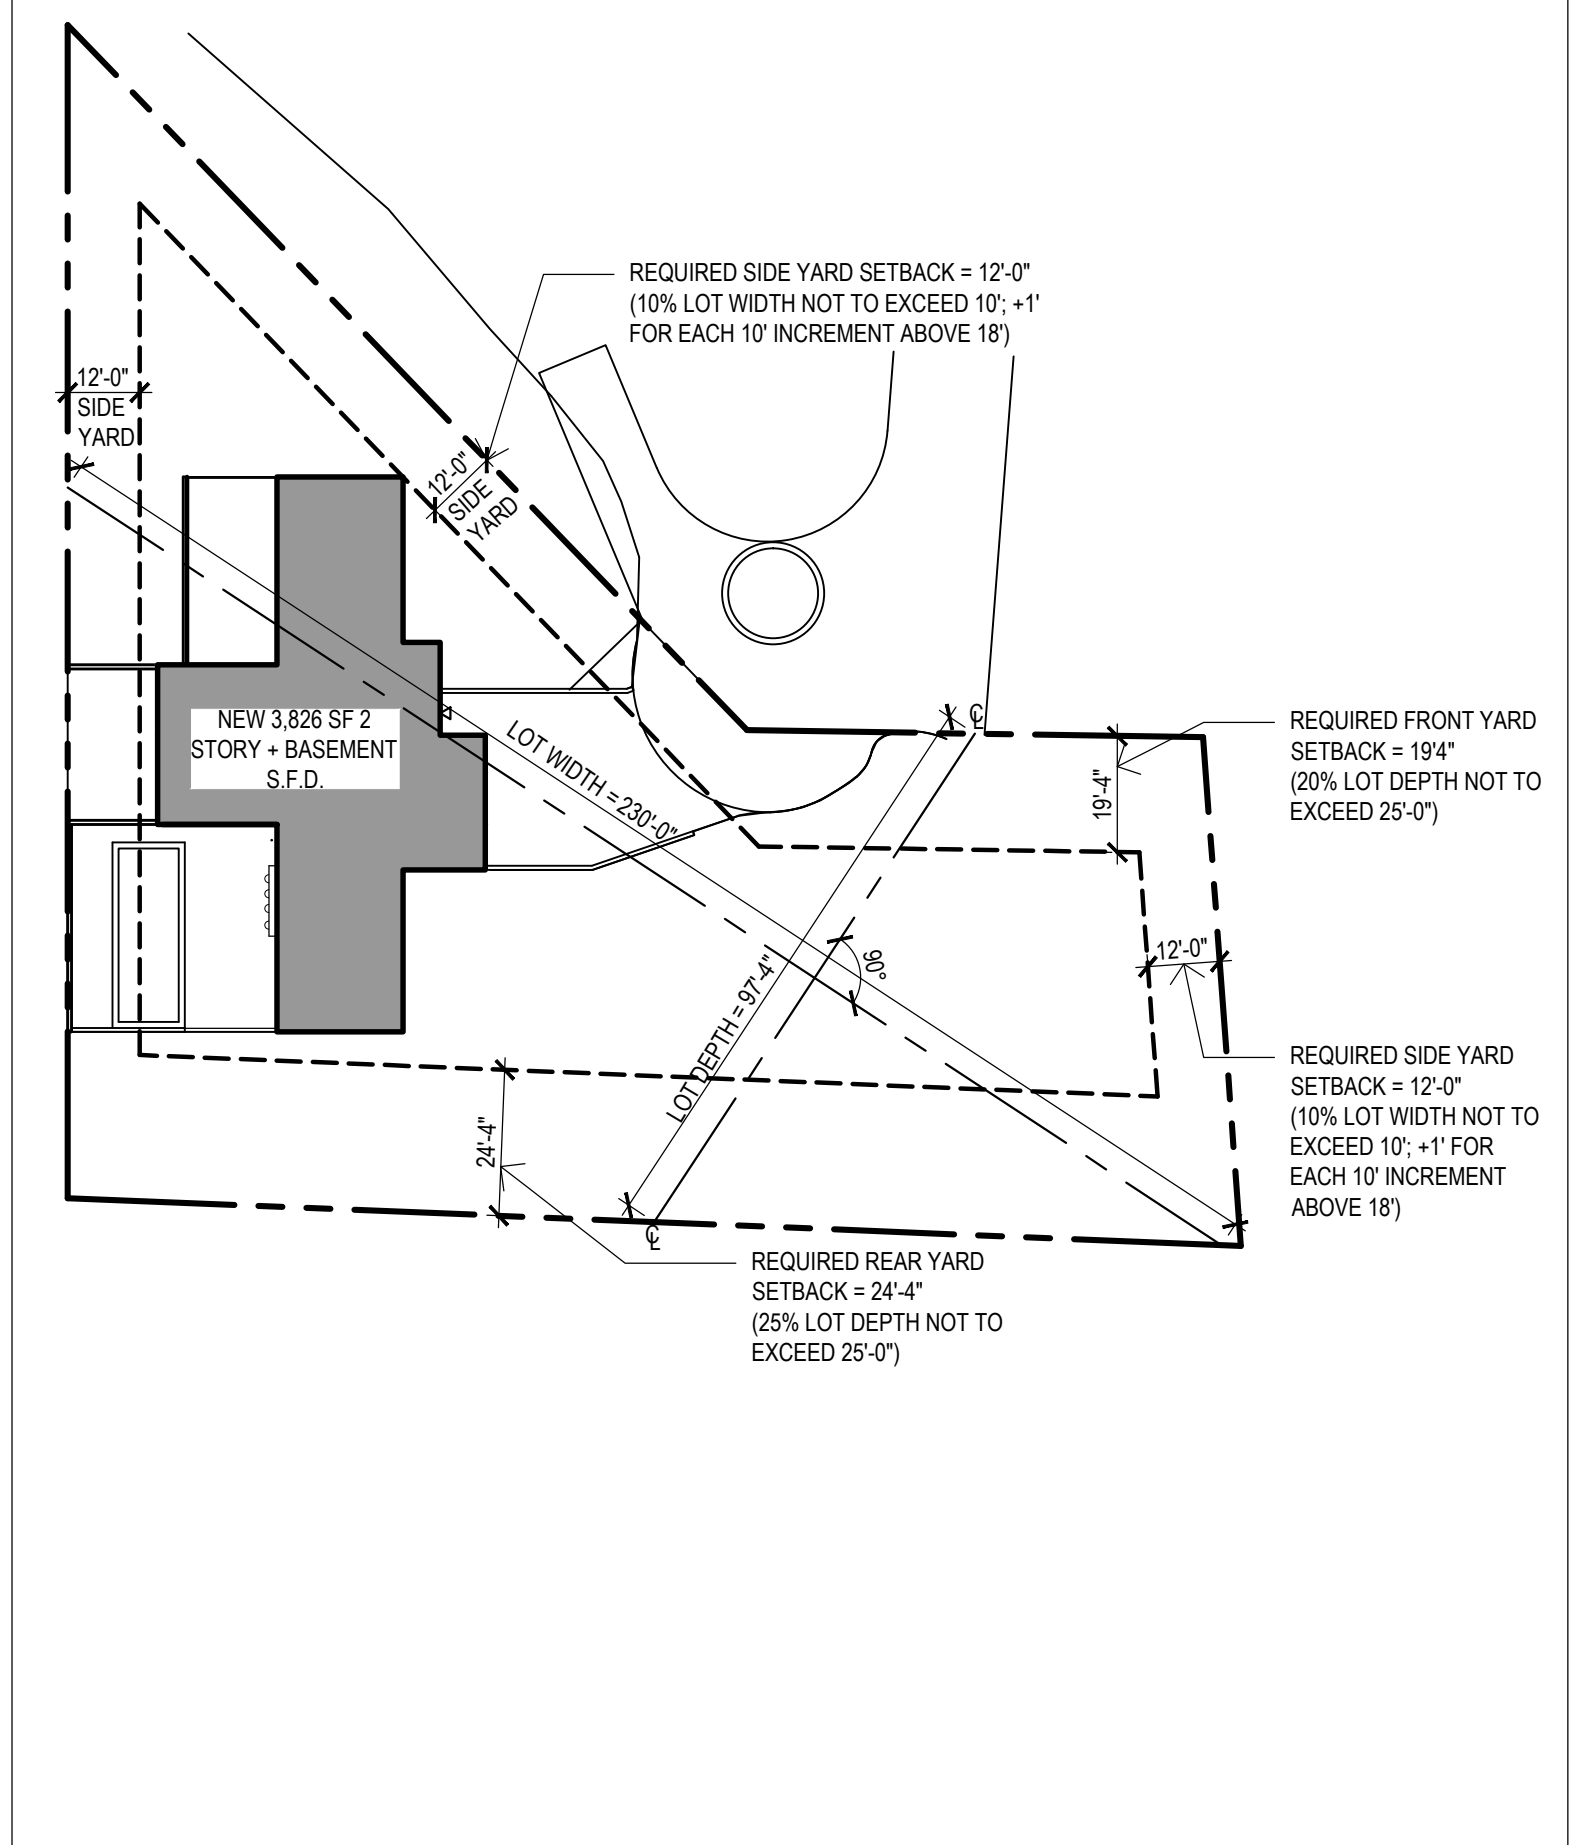 REQUIRED SIDE YARD SETBACK = 12'-0"
(10% LOT WIDTH NOT TO EXCEED 10'; +1'
FOR EACH 10' INCREMENT ABOVE 18')
12'-0"
SIDE
YARD
12'-0"
SIDE
YARD
NEW 3,826 SF 2
STORY + BASEMENT
S.F.D.
LOT WIDTH = 230'-0"
℄
REQUIRED FRONT YARD
SETBACK = 19'4"
(20% LOT DEPTH NOT TO
EXCEED 25'-0")
19'-4"
12'-0"
90°
LOT DEPTH = 97'-4"
REQUIRED SIDE YARD
SETBACK = 12'-0"
(10% LOT WIDTH NOT TO
EXCEED 10'; +1' FOR
EACH 10' INCREMENT
ABOVE 18')
24'-4"
℄
REQUIRED REAR YARD
SETBACK = 24'-4"
(25% LOT DEPTH NOT TO
EXCEED 25'-0")